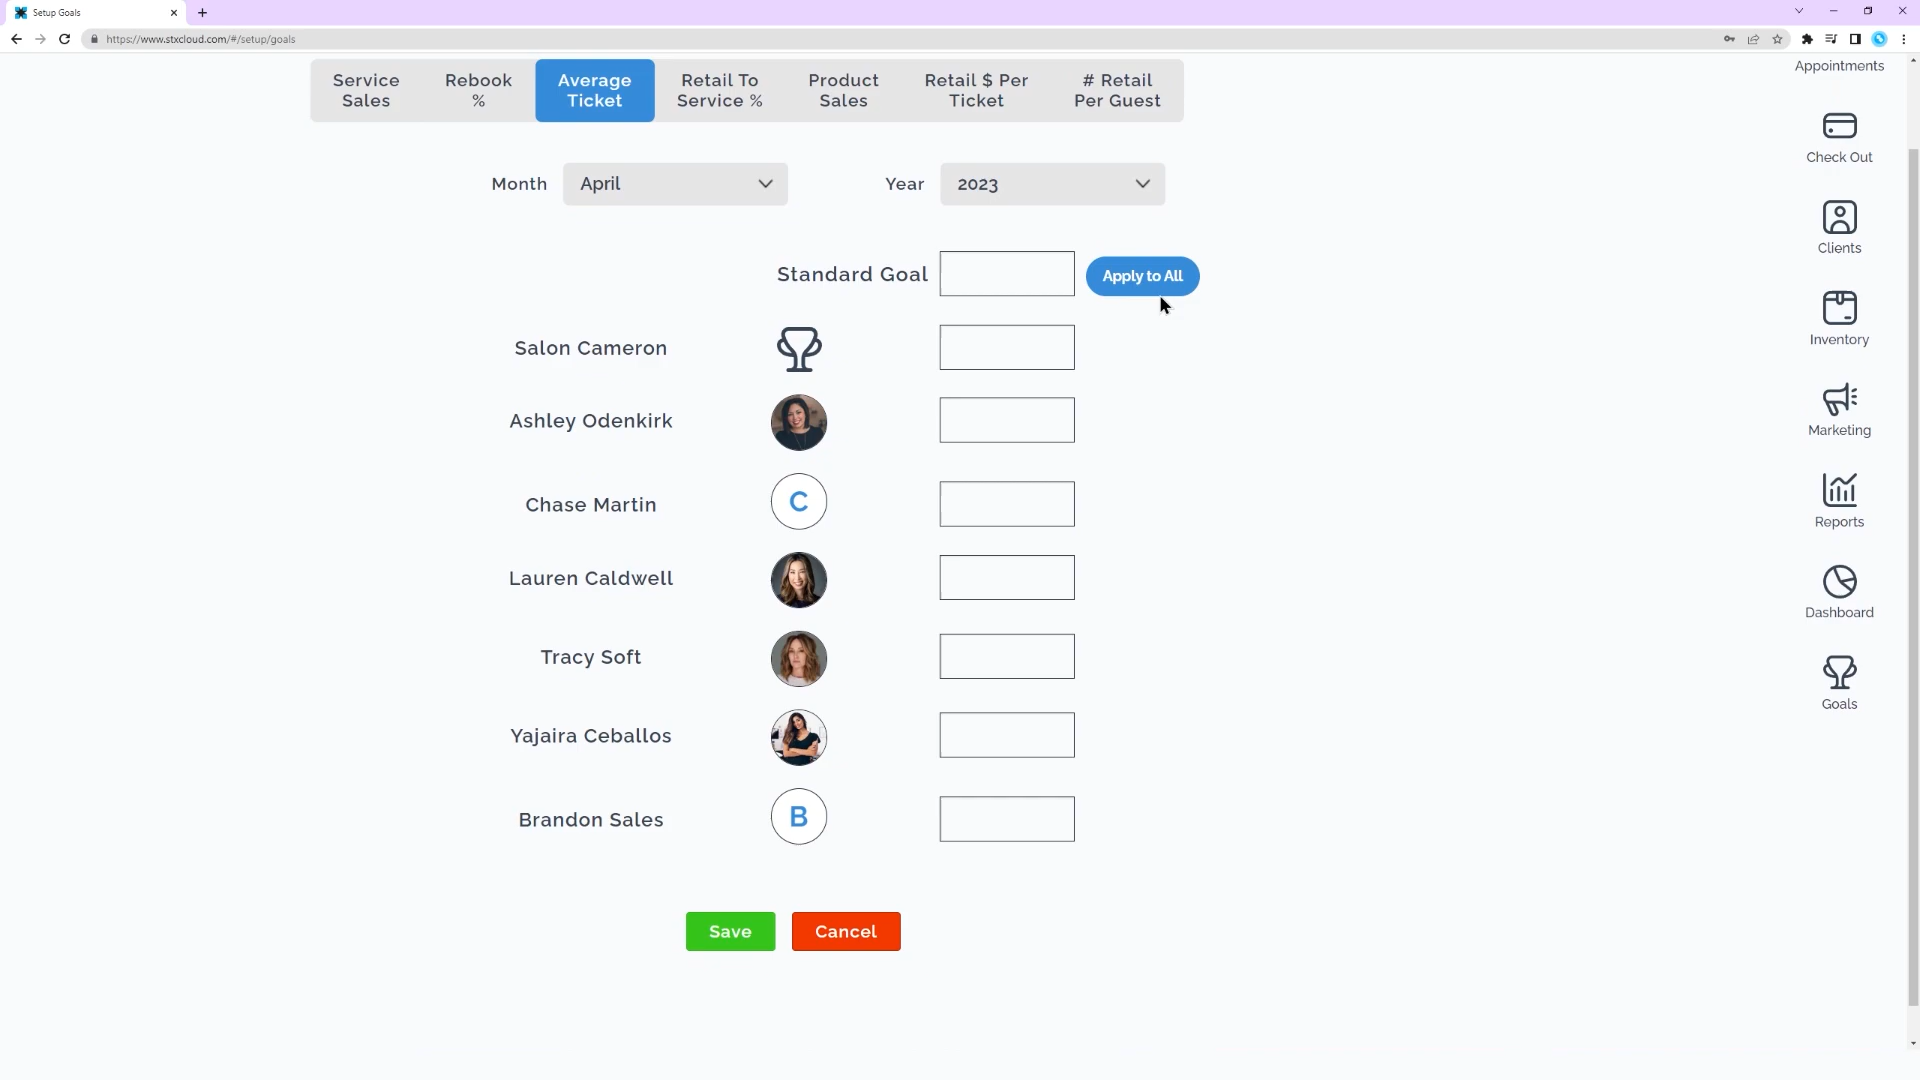 Setup Goals
https://www.stxcloud.com/#/setup/goals
Service
Sales
Rebook
%
Average
Ticket
Retail To
Service %
Product
Sales
Retail $ Per
Ticket
# Retail
Per Guest
Month
April
Year
2023
Standard Goal
Apply to All
Salon Cameron
Ashley Odenkirk
Chase Martin
C
Lauren Caldwell
Tracy Soft
Yajaira Ceballos
Brandon Sales
B
Save
Cancel
Appointments
Check Out
Clients
Inventory
Marketing
Reports
Dashboard
Goals